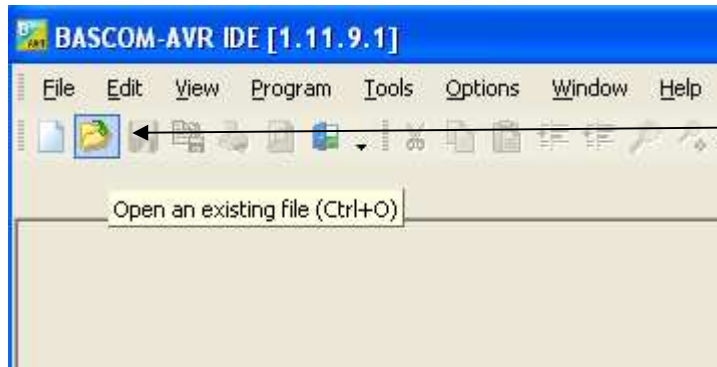 BASCOM-AVR IDE [1.11.9.1]
File Edit View Program Tools Options Window Help
Open an existing file (Ctrl+O)